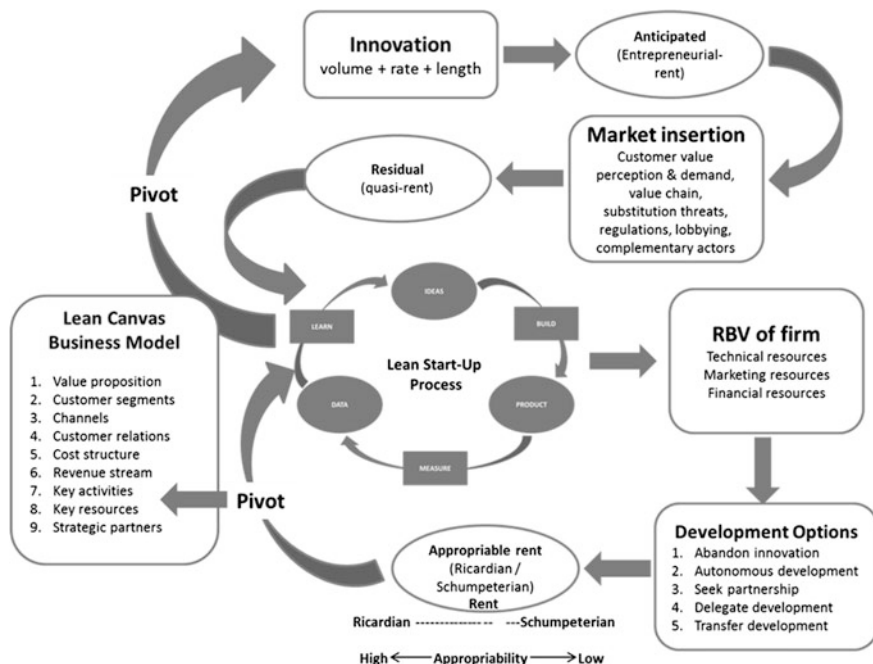 Innovation
volume + rate + length
Anticipated
(Entrepreneurial-
rent)
Market insertion
Customer value
perception & demand,
value chain,
substitution threats,
regulations, lobbying,
complementary actors
Residual
(quasi-rent)
Pivot
Lean Canvas
Business Model
1. Value proposition
2. Customer segments
3. Channels
4. Customer relations
5. Cost structure
6. Revenue stream
7. Key activities
8. Key resources
9. Strategic partners
IDEAS
LEARN
BUILD
Lean Start-Up
Process
DATA
PRODUCT
MEASURE
RBV of firm
Technical resources
Marketing resources
Financial resources
Development Options
1. Abandon innovation
2. Autonomous development
3. Seek partnership
4. Delegate development
5. Transfer development
Pivot
Appropriable rent
(Ricardian /
Schumpeterian)
Rent
Ricardian ------------- -- ---Schumpeterian
High <——Appropriability ——>Low